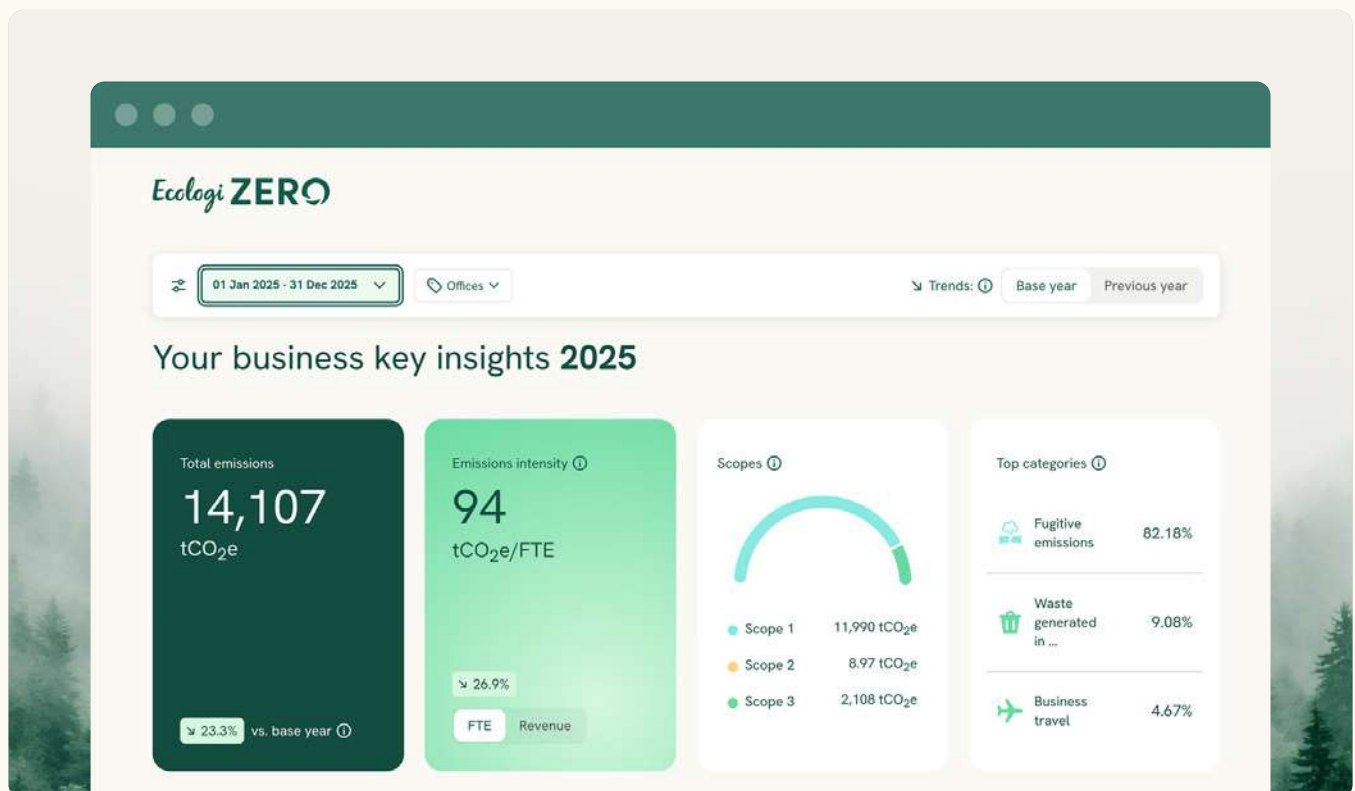 Ecologi ZERO
01 Jan 2025 - 31 Dec 2025
Offices
Trends:
Base year
Previous year
Your business key insights 2025
Total emissions
14,107
tCO₂e
23.3%
vs. base year
Emissions intensity
94
tCO₂e/FTE
26.9%
FTE
Revenue
Scopes
Scope 1 11,990 tCO₂e
Scope 2 8.97 tCO₂e
Scope 3 2,108 tCO₂e
Top categories
Fugitive
emissions
82.18%
Waste
generated
in ...
9.08%
Business
travel
4.67%